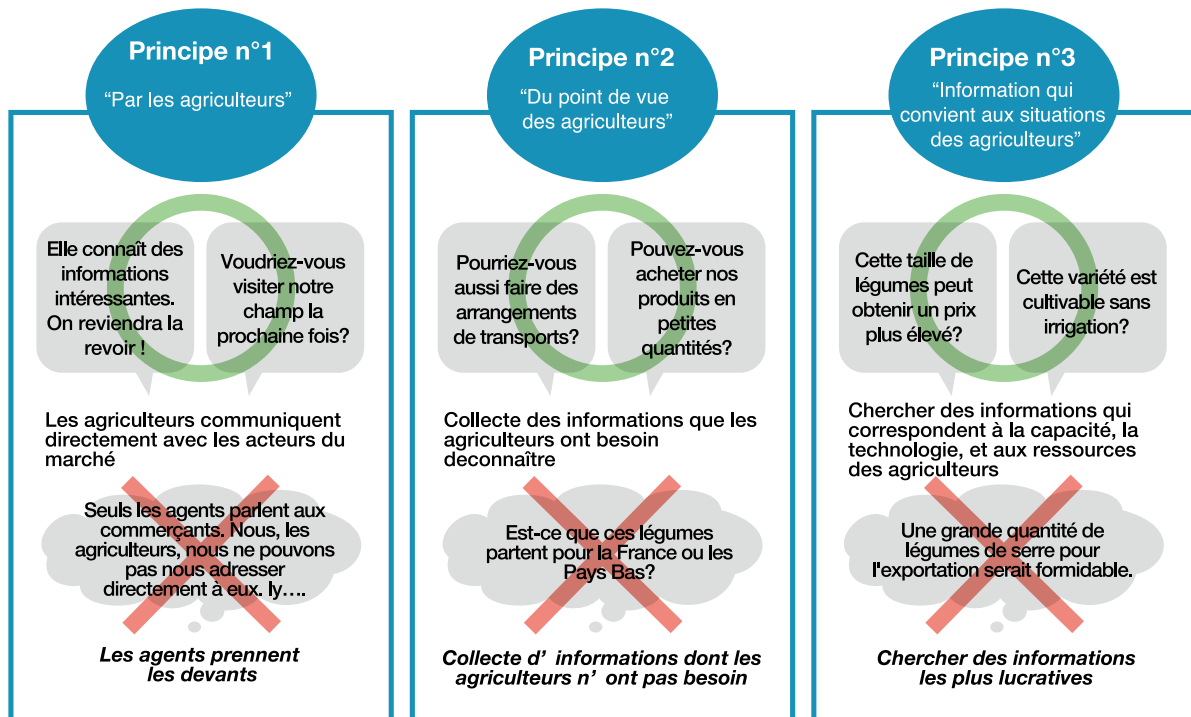 Principe n°1
“Par les agriculteurs”
Elle connaît des
informations
intéressantes.
On reviendra la
revoir !
Voudriez-vous
visiter notre
champ la
prochaine fois?
Les agriculteurs communiquent
directement avec les acteurs du
marché
Seuls les agents parlent aux
commerçants. Nous, les
agriculteurs, nous ne pouvons
pas nous adresser
directement à eux. ly….
Les agents prennent
les devants
Principe n°2
“Du point de vue
des agriculteurs”
Pourriez-vous
aussi faire des
arrangements
de transports?
Pouvez-vous
acheter nos
produits en
petites
quantités?
Collecte des informations que les
agriculteurs ont besoin
deconnaître
Est-ce que ces légumes
partent pour la France ou les
Pays Bas?
Collecte d’ informations dont les
agriculteurs n’ ont pas besoin
Principe n°3
“Information qui
convient aux situations
des agriculteurs”
Cette taille de
légumes peut
obtenir un prix
plus élevé?
Cette variété est
cultivable sans
irrigation?
Chercher des informations qui
correspondent à la capacité, la
technologie, et aux ressources
des agriculteurs
Une grande quantité de
légumes de serre pour
l'exportation serait formidable.
Chercher des informations
les plus lucratives